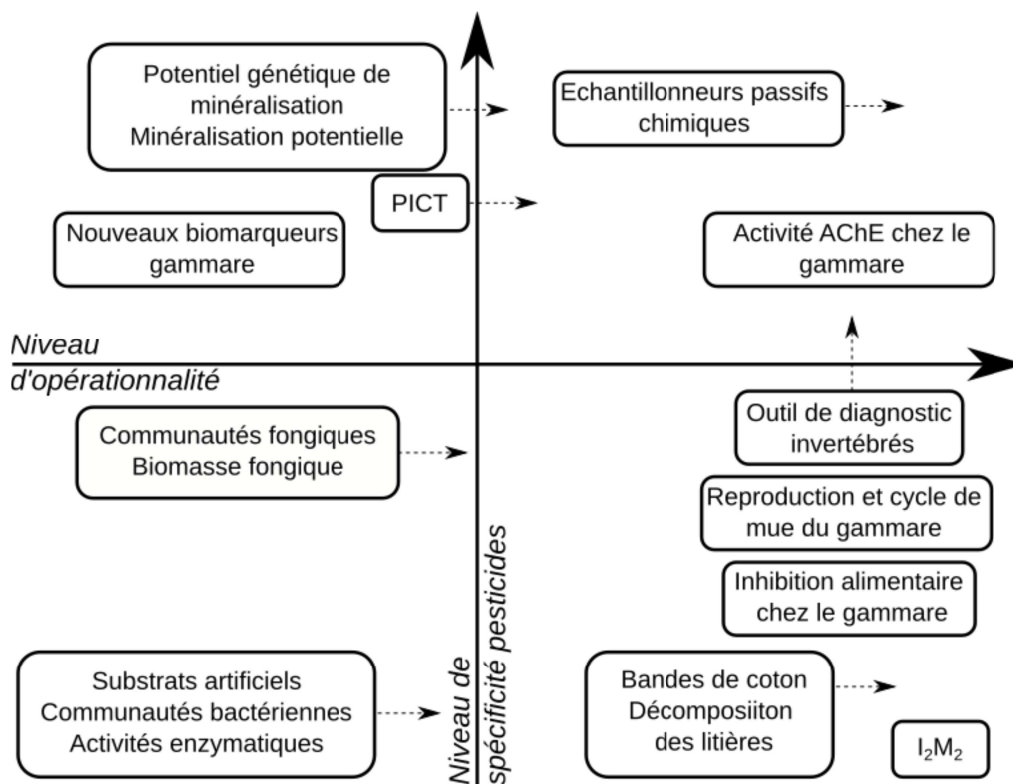 Potentiel génétique de
minéralisation
Minéralisation potentielle
Echantillonneurs passifs
chimiques
PICT
Nouveaux biomarqueurs
gammare
Activité AChE chez le
gammare
Niveau
d'opérationnalité
Communautés fongiques
Biomasse fongique
Outil de diagnostic
invertébrés
Reproduction et cycle de
mue du gammare
Inhibition alimentaire
chez le gammare
Niveau de
spécificité pesticides
Substrats artificiels
Communautés bactériennes
Activités enzymatiques
Bandes de coton
Décomposiiton
des litières
I₂M₂